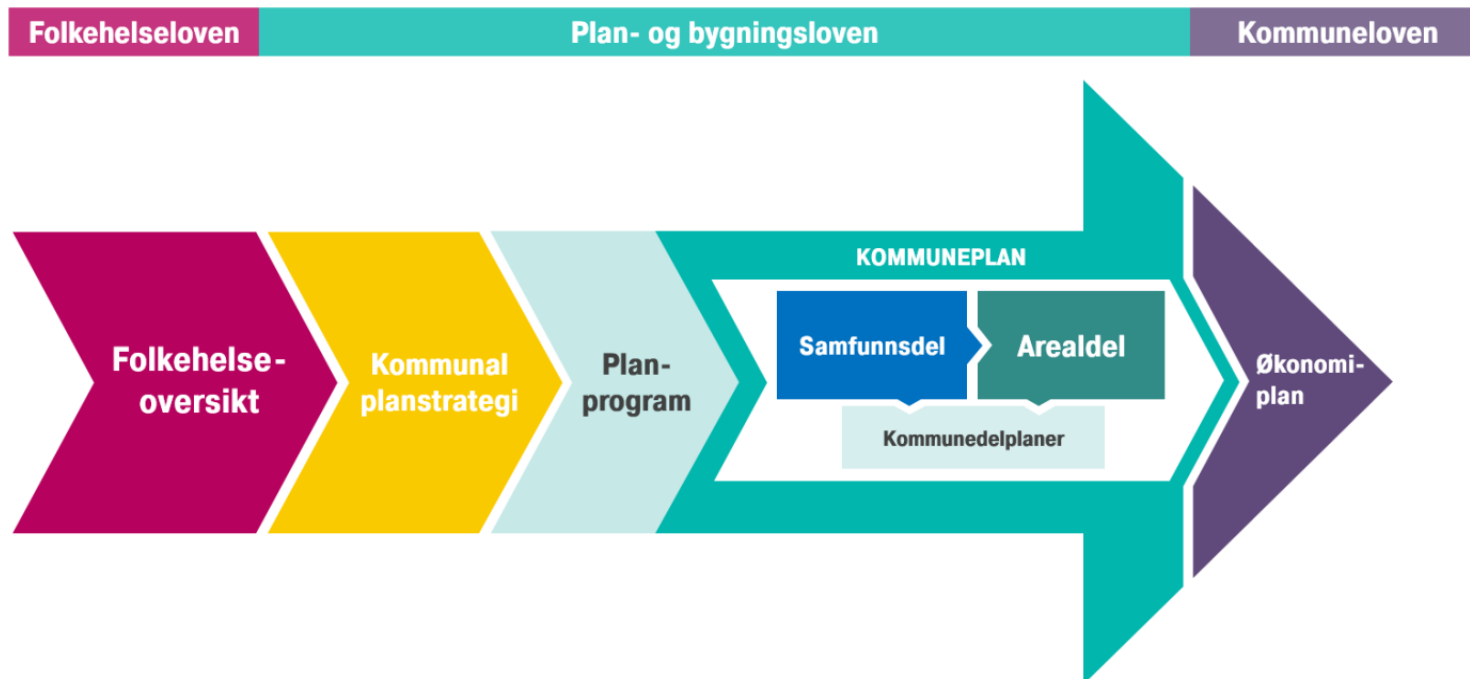 Folkehelseloven
Plan- og bygningsloven
Kommuneloven
Folkehelse-
oversikt
Kommunal
planstrategi
Plan-
program
KOMMUNEPLAN
Samfunnsdel
Arealdel
Kommunedelplaner
Økonomi-
plan